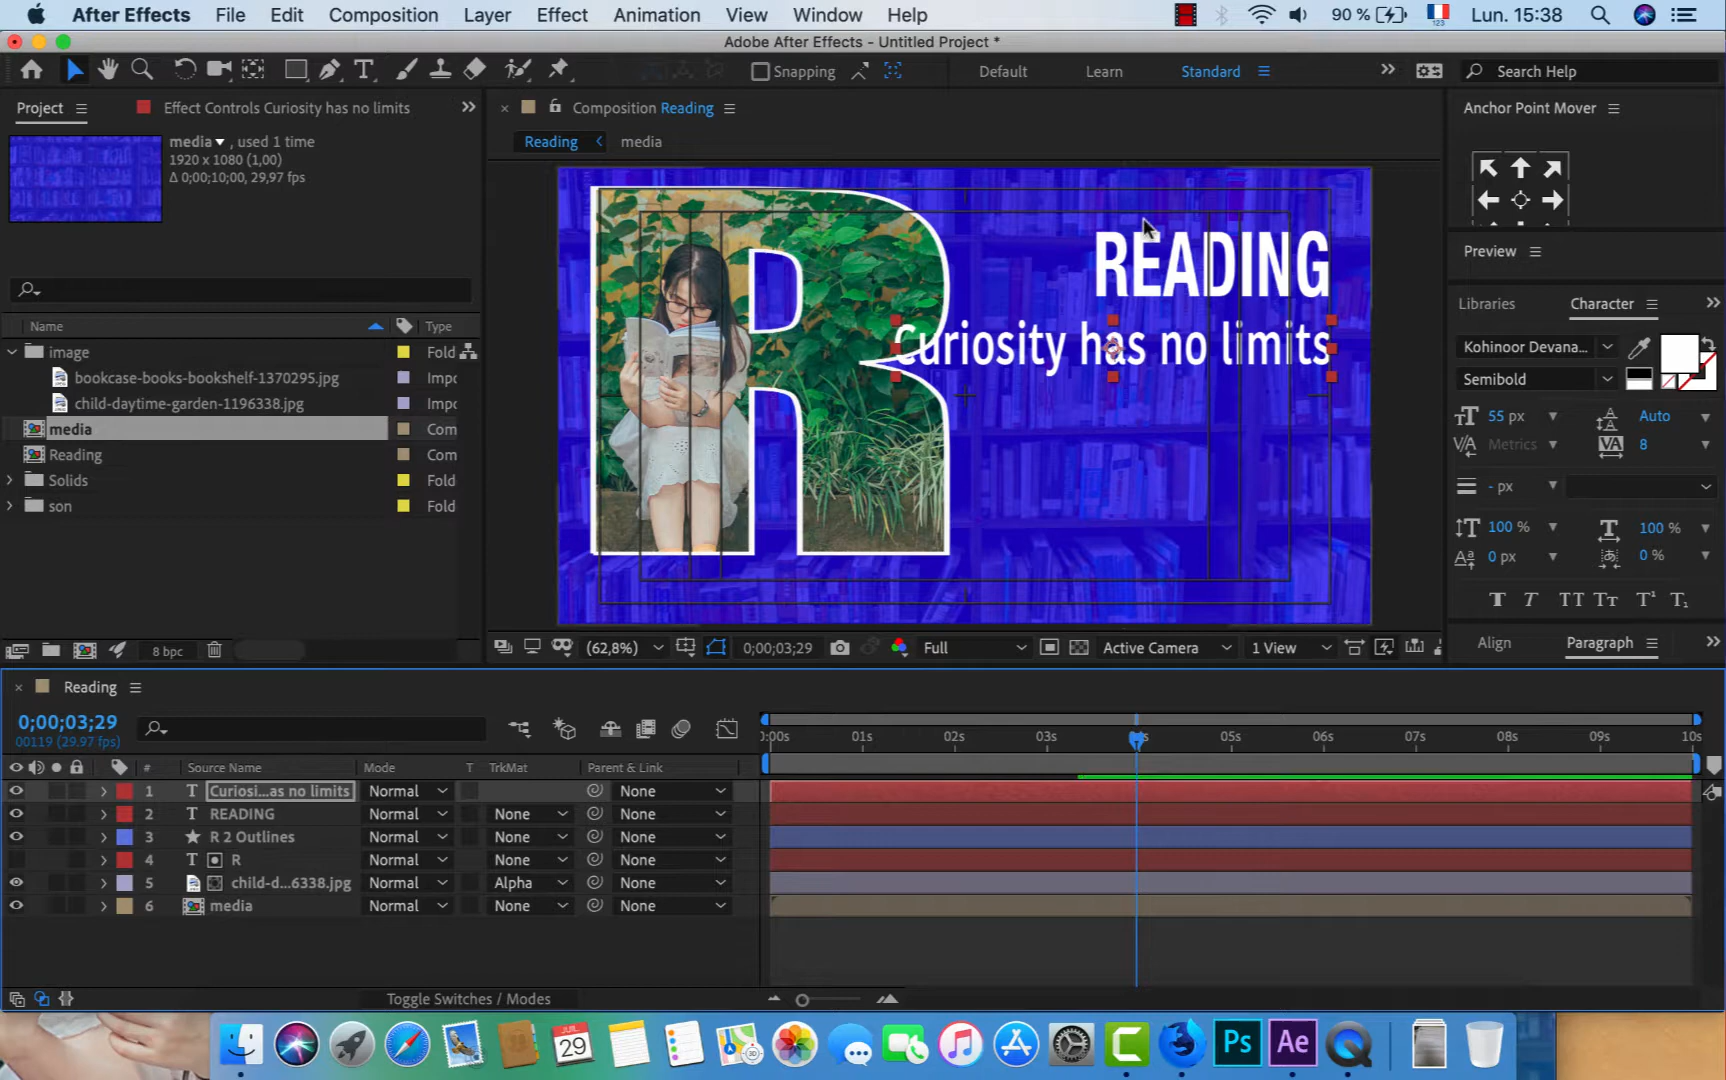 After Effects File Edit Composition Layer Effect Animation View Window Help 90 % Lun. 15:38
Adobe After Effects - Untitled Project *
Snapping Default Learn Standard Search Help
Project Effect Controls Curiosity has no limits
Composition Reading
Anchor Point Mover
media, used 1 time
1920 x 1080 (1,00)
Δ 0;00;10;00, 29,97 fps
Reading media
READING
Curiosity has no limits
R
Preview
Libraries Character
Kohinoor Devana...
Semibold
55 px Auto
Metrics 8
- px
100 % 100 %
0 px 0 %
Align Paragraph
Name Type
image Fold
bookcase-books-bookshelf-1370295.jpg Impo
child-daytime-garden-1196338.jpg Impo
media Com
Reading Com
Solids Fold
son Fold
8 bpc
(62,8%) 0;00;03;29 Full Active Camera 1 View
Reading
0;00;03;29
00119 (29.97 fps)
:00s 01s 02s 03s 04s 05s 06s 07s 08s 09s 10s
# Source Name Mode T TrkMat Parent & Link
1 T Curiosi...as no limits Normal None
2 T READING Normal None None
3 R 2 Outlines Normal None None
4 T R Normal None None
5 child-d...6338.jpg Normal Alpha None
6 media Normal None None
Toggle Switches / Modes
JUIL.
29
Ps Ae